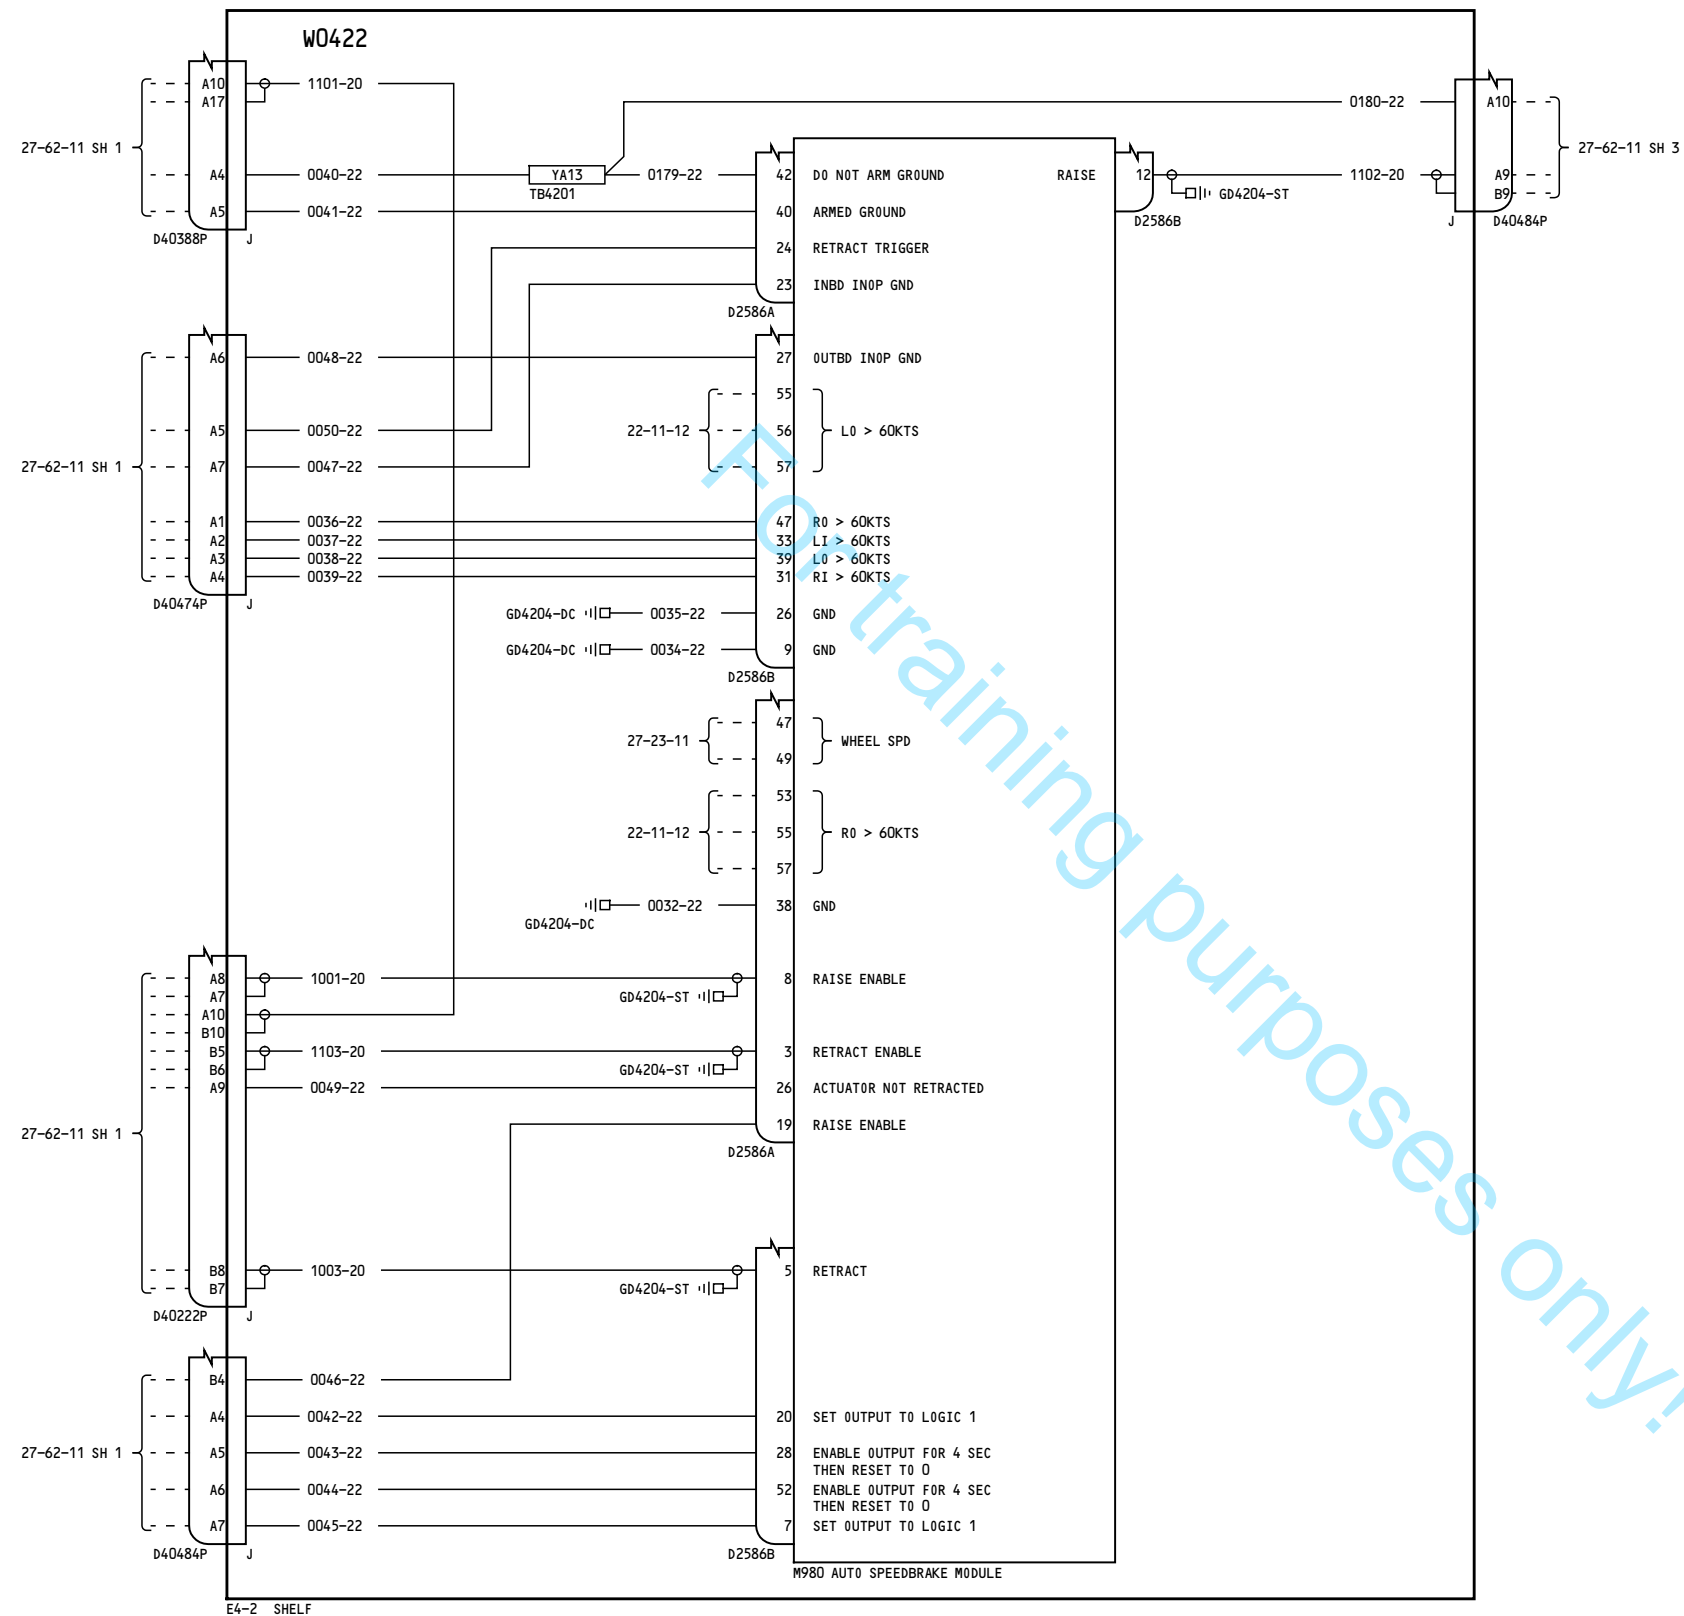 W0422
A10
1101-20
A17
0180-22
A10
27-62-11 SH 1
27-62-11 SH 3
A4
0040-22
YA13
0179-22
42
DO NOT ARM GROUND
RAISE
12
1102-20
A9
TB4201
GD4204-ST
B9
A5
0041-22
40
ARMED GROUND
D2586B
J
D40484P
D40388P
J
24
RETRACT TRIGGER
23
INBD INOP GND
D2586A
A6
0048-22
27
OUTBD INOP GND
55
A5
0050-22
22-11-12
56
LO > 60KTS
27-62-11 SH 1
A7
0047-22
57
A1
0036-22
47
RO > 60KTS
A2
0037-22
33
LI > 60KTS
A3
0038-22
39
LO > 60KTS
A4
0039-22
31
RI > 60KTS
D40474P
J
GD4204-DC
0035-22
26
GND
GD4204-DC
0034-22
9
GND
D2586B
47
27-23-11
WHEEL SPD
49
53
22-11-12
55
RO > 60KTS
57
0032-22
38
GND
GD4204-DC
A8
1001-20
8
RAISE ENABLE
A7
GD4204-ST
A10
B10
B5
1103-20
3
RETRACT ENABLE
B6
GD4204-ST
A9
0049-22
26
ACTUATOR NOT RETRACTED
27-62-11 SH 1
19
RAISE ENABLE
D2586A
B8
1003-20
5
RETRACT
B7
GD4204-ST
D40222P
J
B4
0046-22
A4
0042-22
20
SET OUTPUT TO LOGIC 1
27-62-11 SH 1
A5
0043-22
28
ENABLE OUTPUT FOR 4 SEC
THEN RESET TO 0
A6
0044-22
52
ENABLE OUTPUT FOR 4 SEC
THEN RESET TO 0
A7
0045-22
7
SET OUTPUT TO LOGIC 1
D40484P
J
D2586B
M980 AUTO SPEEDBRAKE MODULE
E4-2 SHELF
For training purposes only!